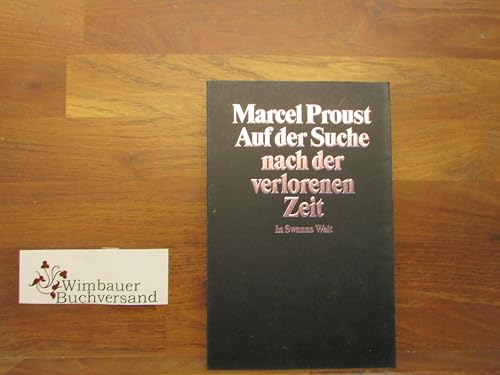 Marcel Proust
Auf der Suche
nach der
verlorenen
Zeit
In Swanns Welt
Wimbauer
Buchversand